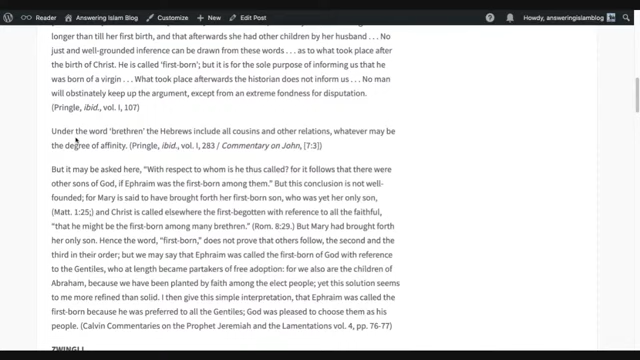 Reader Answering Islam Blog Customize New Edit Post Howdy, answeringislamblog
longer than till her first birth, and that afterwards she had other children by her husband . . . No
just and well-grounded inference can be drawn from these words . . . as to what took place after
the birth of Christ. He is called ‘first-born; but it is for the sole purpose of informing us that he
was born of a virgin . . . What took place afterwards the historian does not inform us . . . No man
will obstinately keep up the argument, except from an extreme fondness for disputation.
(Pringle, ibid., vol. I, 107)
Under the word ‘brethren’ the Hebrews include all cousins and other relations, whatever may be
the degree of affinity. (Pringle, ibid., vol. I, 283 / Commentary on John, [7:3])
But it may be asked here, “With respect to whom is he thus called? for it follows that there were
other sons of God, if Ephraim was the first-born among them.” But this conclusion is not well-
founded; for Mary is said to have brought forth her first-born son, who was yet her only son,
(Matt. 1:25;) and Christ is called elsewhere the first-begotten with reference to all the faithful,
“that he might be the first-born among many brethren.” (Rom. 8:29.) But Mary had brought forth
her only son. Hence the word, “first-born,” does not prove that others follow, the second and the
third in their order; but we may say that Ephraim was called the first-born of God with reference
to the Gentiles, who at length became partakers of free adoption: for we also are the children of
Abraham, because we have been planted by faith among the elect people; yet this solution seems
to me more refined than solid. I then give this simple interpretation, that Ephraim was called the
first-born because he was preferred to all the Gentiles; God was pleased to choose them as his
people. (Calvin Commentaries on the Prophet Jeremiah and the Lamentations vol. 4, pp. 76-77)
ZWINGLI